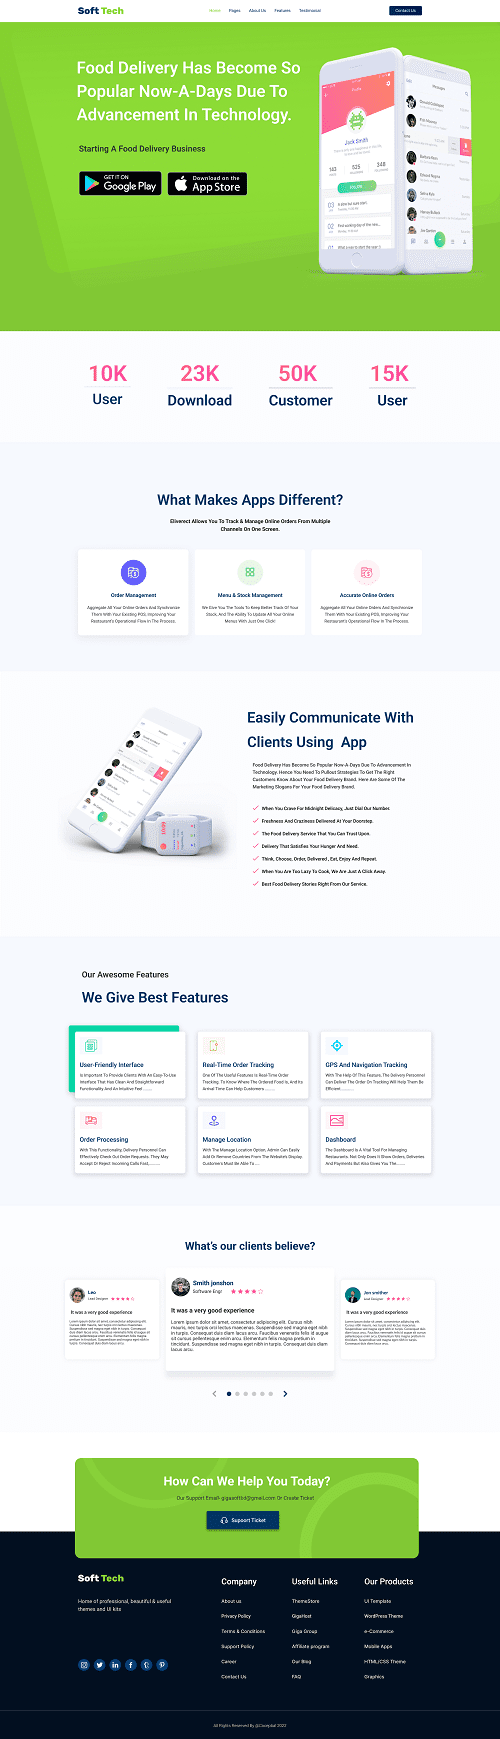 Soft Tech
Home Pages About Us Features Testimonial
Contact Us
Food Delivery Has Become So
Popular Now-A-Days Due To
Advancement In Technology.
Starting A Food Delivery Business
GET IT ON
Google Play
Download on the
App Store
Jack Smith
10K 23K 50K 15K
User Download Customer User
What Makes Apps Different?
Eliverect Allows You To Track & Manage Online Orders From Multiple
Channels On One Screen.
Order Management
Aggregate All Your Online Orders And Synchronize
Them With Your Existing POS, Improving Your
Restaurant's Operational Flow In The Process.
Menu & Stock Management
We Give You The Tools To Keep Better Track Of Your
Stock, And The Ability To Update All Your Online
Menus With Just One Click!
Accurate Online Orders
Aggregate All Your Online Orders And Synchronize
Them With Your Existing POS, Improving Your
Restaurant's Operational Flow In The Process.
Easily Communicate With
Clients Using App
Food Delivery Has Become So Popular Now-A-Days Due To Advancement In
Technology. Hence You Need To Pullout Strategies To Get The Right
Customers Know About Your Food Delivery Brand. Here Are Some Of The
Marketing Slogans For Your Food Delivery Brand:
When You Crave For Midnight Delicacy, Just Dial Our Number.
Freshness And Craziness Delivered At Your Doorstep.
The Food Delivery Service That You Can Trust Upon.
Delivery That Satisfies Your Hunger And Need.
Think, Choose, Order, Delivered , Eat, Enjoy And Repeat.
When You Are Too Lazy To Cook, We Are Just A Click Away.
Best Food Delivery Stories Right From Our Service.
Our Awesome Features
We Give Best Features
User-Friendly Interface
Is Important To Provide Clients With An Easy-To-Use
Interface That Has Clean And Straightforward
Functionality And An Intuitive Feel ........
Real-Time Order Tracking
One Of The Useful Features Is Real-Time Order
Tracking. To Know Where The Ordered Food Is, And Its
Arrival Time Can Help Customers ..........
GPS And Navigation Tracking
With The Help Of This Feature, The Delivery Personnel
Can Deliver The Order On Tracking Will Help Them Be
Efficient............
Order Processing
With This Functionality, Delivery Personnel Can
Effectively Check Out Order Requests. They May
Accept Or Reject Incoming Calls Fast..........
Manage Location
With The Manage Location Option, Admin Can Easily
Add Or Remove Countries From The Website's Display.
Customers Must Be Able To ....
Dashboard
The Dashboard Is A Vital Tool For Managing
Restaurants. Not Only Does It Show Orders, Deliveries
And Payments But Also Gives You The.......
What's our clients believe?
Leo
Lead Designer
It was a very good experience
Smith jonshon
Software Engr
It was a very good experience
Lorem ipsum dolor sit amet, consectetur adipiscing elit. Cursus nibh
mauris, nec turpis orci lectus maecenas. Suspendisse sed magna eget nibh
in turpis. Consequat duis diam lacus arcu. Faucibus venenatis felis id augue
sit cursus pellentesque enim arcu. Elementum felis magna pretium in
tincidunt. Suspendisse sed magna eget nibh in turpis. Consequat duis diam
lacus arcu.
Jon smither
Lead Designer
It was a very good experience
How Can We Help You Today?
Our Support Email- gigasoftbd@gmail.com Or Create Ticket
Support Ticket
Soft Tech
Home of professional, beautiful & useful
themes and UI kits
Company
About us
Privacy Policy
Terms & Conditions
Support Policy
Career
Contact Us
Useful Links
ThemeStore
GigaHost
Giga Group
Affiliate program
Our Blog
FAQ
Our Products
UI Template
WordPress Theme
e-Commerce
Mobile Apps
HTML/CSS Theme
Graphics